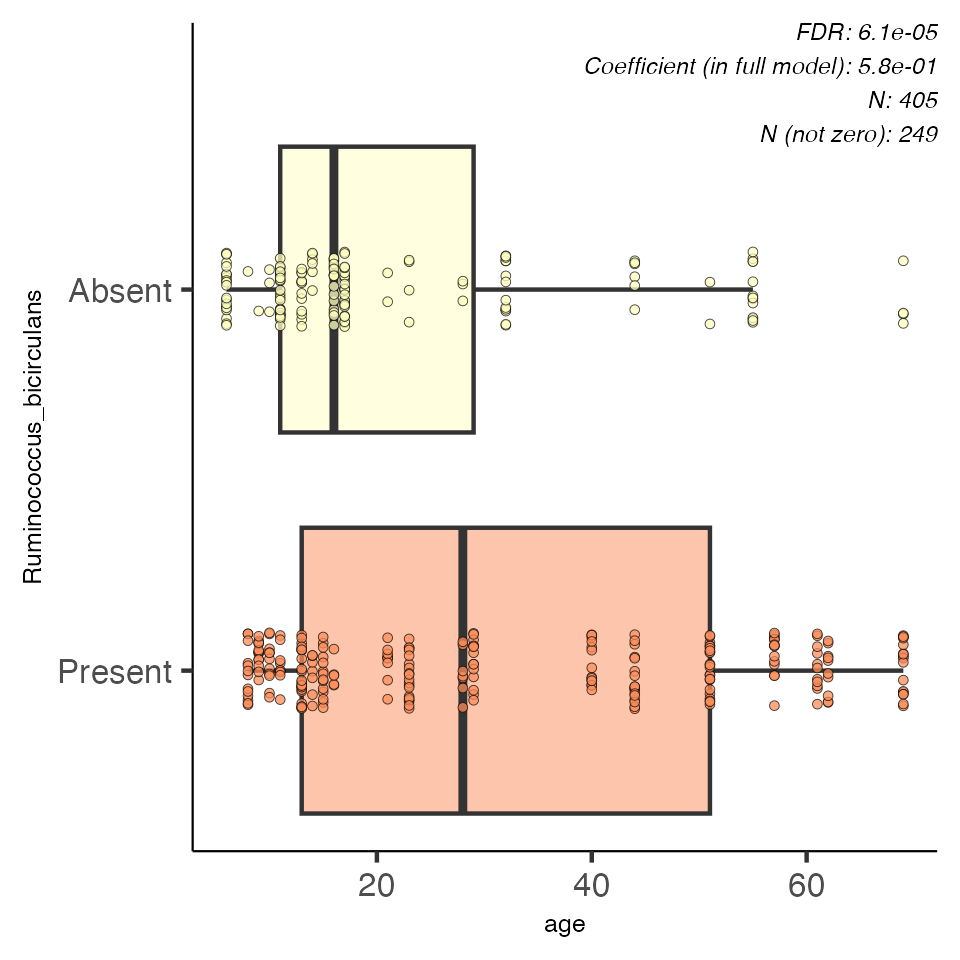 FDR: 6.1e-05
Coefficient (in full model): 5.8e-01
N: 405
N (not zero): 249
Ruminococcus_bicirculans
Absent
Present
20
40
60
age